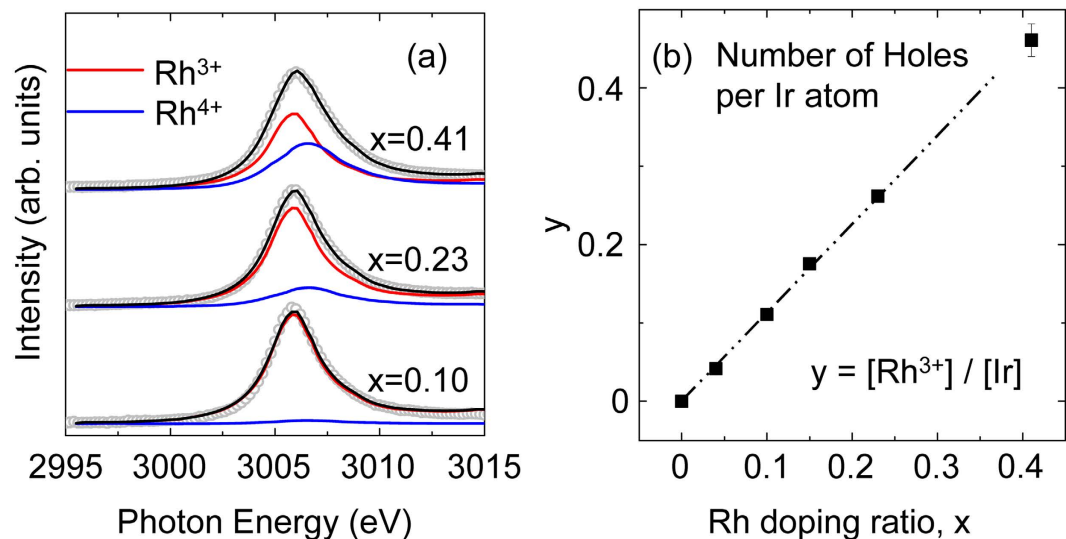 Intensity (arb. units)
Rh³⁺
Rh⁴⁺
(a)
x=0.41
x=0.23
x=0.10
2995 3000 3005 3010 3015
Photon Energy (eV)
(b) Number of Holes
per Ir atom
y
0.4
0.2
0
y = [Rh³⁺] / [Ir]
0 0.1 0.2 0.3 0.4
Rh doping ratio, x